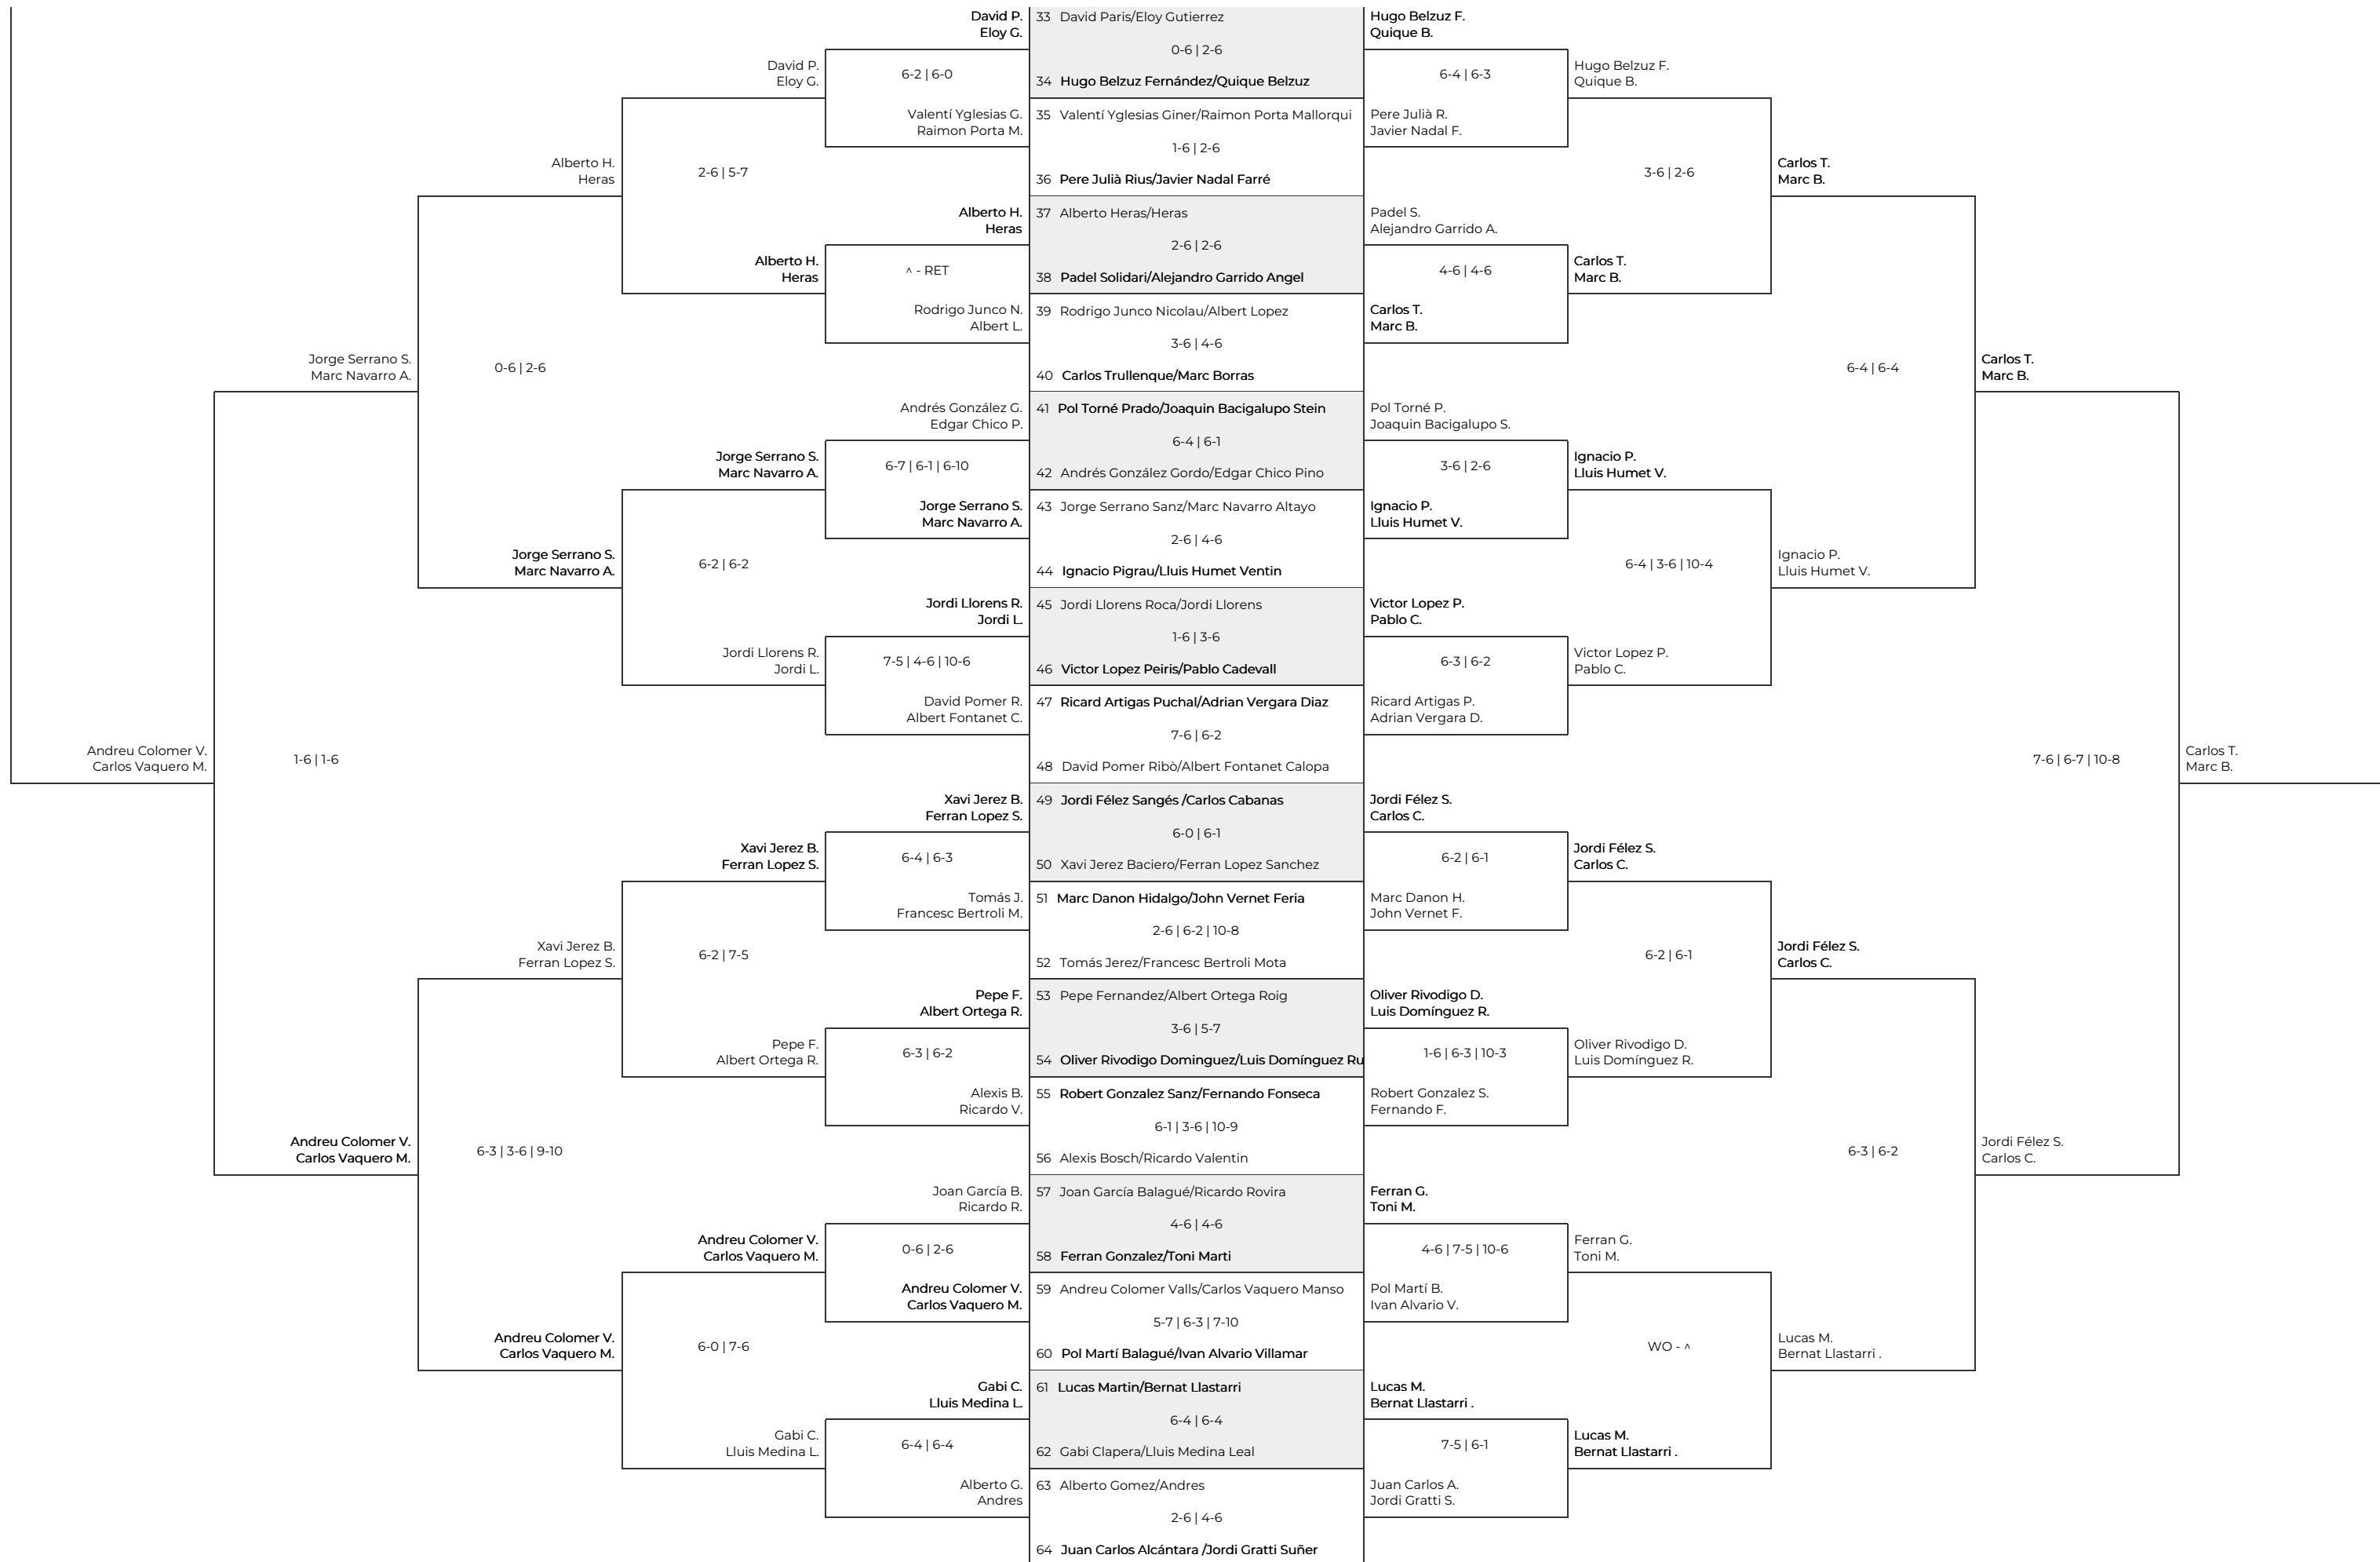 Andreu Colomer V.
Carlos Vaquero M.
Jorge Serrano S.
Marc Navarro A.
1-6 | 1-6
Andreu Colomer V.
Carlos Vaquero M.
Alberto H.
Heras
0-6 | 2-6
Jorge Serrano S.
Marc Navarro A.
Xavi Jerez B.
Ferran Lopez S.
6-3 | 3-6 | 9-10
Andreu Colomer V.
Carlos Vaquero M.
David P.
Eloy G.
2-6 | 5-7
Alberto H.
Heras
Jorge Serrano S.
Marc Navarro A.
6-2 | 6-2
Jordi Llorens R.
Jordi L.
Xavi Jerez B.
Ferran Lopez S.
6-2 | 7-5
Pepe F.
Albert Ortega R.
Andreu Colomer V.
Carlos Vaquero M.
6-0 | 7-6
Gabi C.
Lluis Medina L.
David P.
Eloy G.
6-2 | 6-0
Valentí Yglesias G.
Raimon Porta M.
Alberto H.
Heras
^ - RET
Rodrigo Junco N.
Albert L.
Andrés González G.
Edgar Chico P.
6-7 | 6-1 | 6-10
Jorge Serrano S.
Marc Navarro A.
Jordi Llorens R.
Jordi L.
7-5 | 4-6 | 10-6
David Pomer R.
Albert Fontanet C.
Xavi Jerez B.
Ferran Lopez S.
6-4 | 6-3
Tomás J.
Francesc Bertroli M.
Pepe F.
Albert Ortega R.
6-3 | 6-2
Alexis B.
Ricardo V.
Joan García B.
Ricardo R.
0-6 | 2-6
Andreu Colomer V.
Carlos Vaquero M.
Gabi C.
Lluis Medina L.
6-4 | 6-4
Alberto G.
Andres
33 David Paris/Eloy Gutierrez
0-6 | 2-6
34 Hugo Belzuz Fernández/Quique Belzuz
35 Valentí Yglesias Giner/Raimon Porta Mallorqui
1-6 | 2-6
36 Pere Julià Rius/Javier Nadal Farré
37 Alberto Heras/Heras
2-6 | 2-6
38 Padel Solidari/Alejandro Garrido Angel
39 Rodrigo Junco Nicolau/Albert Lopez
3-6 | 4-6
40 Carlos Trullenque/Marc Borras
41 Pol Torné Prado/Joaquin Bacigalupo Stein
6-4 | 6-1
42 Andrés González Gordo/Edgar Chico Pino
43 Jorge Serrano Sanz/Marc Navarro Altayo
2-6 | 4-6
44 Ignacio Pigrau/Lluis Humet Ventin
45 Jordi Llorens Roca/Jordi Llorens
1-6 | 3-6
46 Victor Lopez Peiris/Pablo Cadevall
47 Ricard Artigas Puchal/Adrian Vergara Diaz
7-6 | 6-2
48 David Pomer Ribò/Albert Fontanet Calopa
49 Jordi Félez Sangés /Carlos Cabanas
6-0 | 6-1
50 Xavi Jerez Baciero/Ferran Lopez Sanchez
51 Marc Danon Hidalgo/John Vernet Feria
2-6 | 6-2 | 10-8
52 Tomás Jerez/Francesc Bertroli Mota
53 Pepe Fernandez/Albert Ortega Roig
3-6 | 5-7
54 Oliver Rivodigo Dominguez/Luis Domínguez Ru
55 Robert Gonzalez Sanz/Fernando Fonseca
6-1 | 3-6 | 10-9
56 Alexis Bosch/Ricardo Valentin
57 Joan García Balagué/Ricardo Rovira
4-6 | 4-6
58 Ferran Gonzalez/Toni Marti
59 Andreu Colomer Valls/Carlos Vaquero Manso
5-7 | 6-3 | 7-10
60 Pol Martí Balagué/Ivan Alvario Villamar
61 Lucas Martin/Bernat Llastarri
6-4 | 6-4
62 Gabi Clapera/Lluis Medina Leal
63 Alberto Gomez/Andres
2-6 | 4-6
64 Juan Carlos Alcántara /Jordi Gratti Suñer
Hugo Belzuz F.
Quique B.
6-4 | 6-3
Pere Julià R.
Javier Nadal F.
Padel S.
Alejandro Garrido A.
4-6 | 4-6
Carlos T.
Marc B.
Pol Torné P.
Joaquin Bacigalupo S.
3-6 | 2-6
Ignacio P.
Lluis Humet V.
Victor Lopez P.
Pablo C.
6-3 | 6-2
Ricard Artigas P.
Adrian Vergara D.
Jordi Félez S.
Carlos C.
6-2 | 6-1
Marc Danon H.
John Vernet F.
Oliver Rivodigo D.
Luis Domínguez R.
1-6 | 6-3 | 10-3
Robert Gonzalez S.
Fernando F.
Ferran G.
Toni M.
4-6 | 7-5 | 10-6
Pol Martí B.
Ivan Alvario V.
Lucas M.
Bernat Llastarri .
7-5 | 6-1
Juan Carlos A.
Jordi Gratti S.
Hugo Belzuz F.
Quique B.
3-6 | 2-6
Carlos T.
Marc B.
Ignacio P.
Lluis Humet V.
6-4 | 3-6 | 10-4
Victor Lopez P.
Pablo C.
Jordi Félez S.
Carlos C.
6-2 | 6-1
Oliver Rivodigo D.
Luis Domínguez R.
Ferran G.
Toni M.
WO - ^
Lucas M.
Bernat Llastarri .
Carlos T.
Marc B.
6-4 | 6-4
Ignacio P.
Lluis Humet V.
Jordi Félez S.
Carlos C.
6-3 | 6-2
Lucas M.
Bernat Llastarri .
Carlos T.
Marc B.
7-6 | 6-7 | 10-8
Jordi Félez S.
Carlos C.
Carlos T.
Marc B.